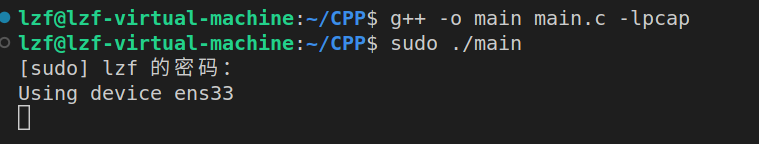 lzf@lzf-virtual-machine:~/CPP$ g++ -o main main.c -lpcap
lzf@lzf-virtual-machine:~/CPP$ sudo ./main
[sudo] lzf 的密码：
Using device ens33